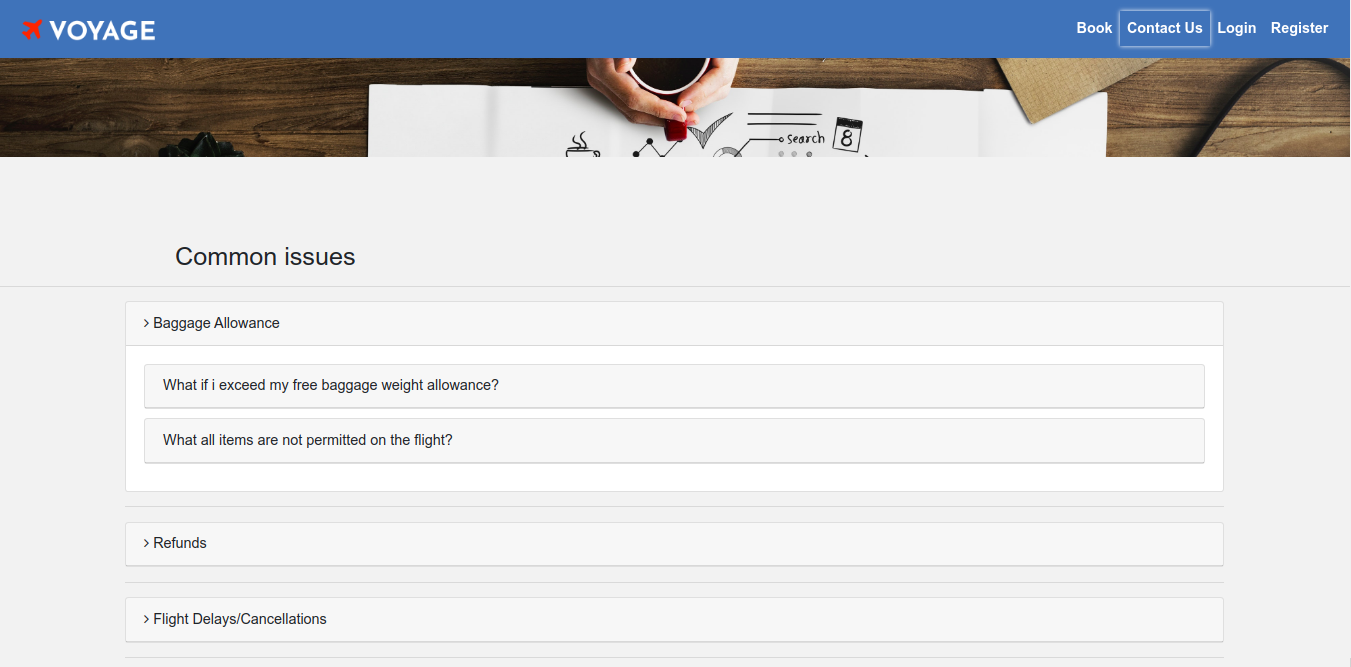 VOYAGE
Book Contact Us Login Register
search 8
Common issues
Baggage Allowance
What if i exceed my free baggage weight allowance?
What all items are not permitted on the flight?
Refunds
Flight Delays/Cancellations